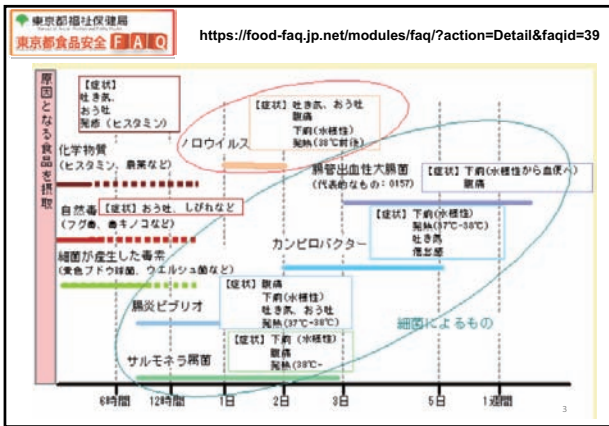 東京都福祉保健局
東京都食品安全 FAQ
https://food-faq.jp.net/modules/faq/?action=Detail&faqid=39
原因となる食品を摂取
【症状】
吐き気、
おう吐
発疹(ヒスタミン)
化学物質
(ヒスタミン、農薬など)
ノロウイルス
【症状】吐き気、おう吐
腹痛
下痢(水様性)
発熱(38℃前後)
腸管出血性大腸菌
(代表的なもの:O157)
【症状】下痢(水様性から血便へ)
腹痛
自然毒
【症状】おう吐、しびれなど
(フグ毒、毒キノコなど)
カンピロバクター
【症状】下痢(水様性)
発熱(37℃-38℃)
吐き気
倦怠感
細菌が産生した毒素
(黄色ブドウ球菌、ウエルシュ菌など)
腸炎ビブリオ
【症状】腹痛
下痢(水様性)
吐き気、おう吐
発熱(37℃-38℃)
細菌によるもの
サルモネラ属菌
【症状】下痢(水様性)
腹痛
発熱(38℃-
6時間
12時間
1日
2日
3日
5日
1週間
3